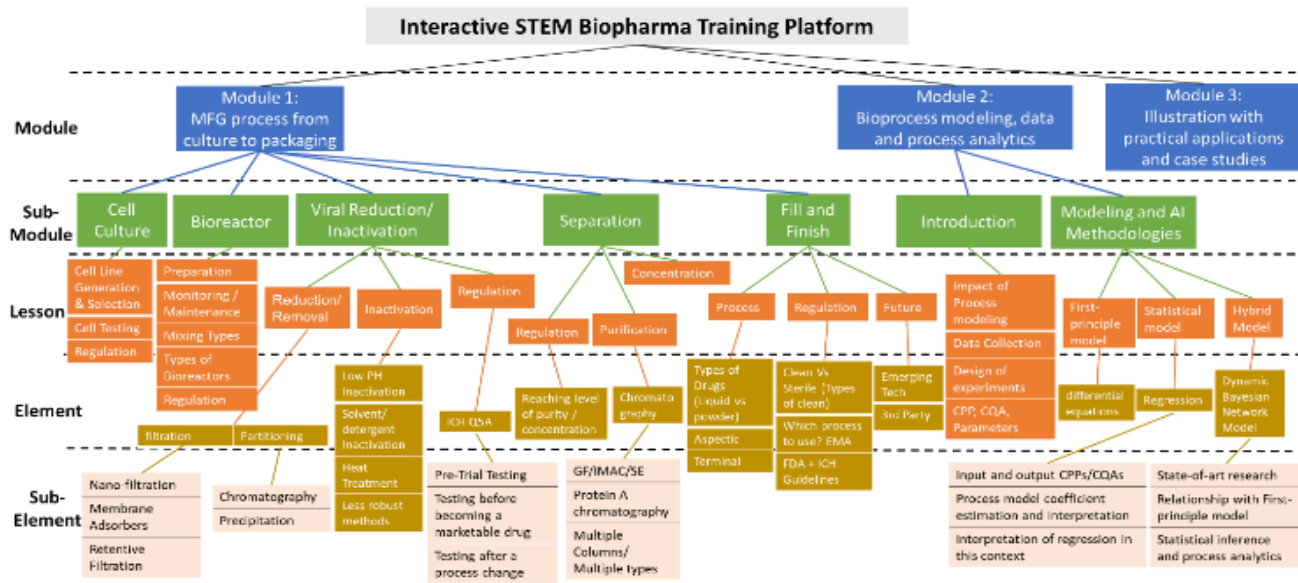 Interactive STEM Biopharma Training Platform
Module
Module 1:
MFG process from
culture to packaging
Module 2:
Bioprocess modeling, data
and process analytics
Module 3:
Illustration with
practical applications
and case studies
Sub-
Module
Cell
Culture
Bioreactor
Viral Reduction/
Inactivation
Separation
Fill and
Finish
Introduction
Modeling and AI
Methodologies
Lesson
Cell Line
Generation
& Selection
Cell Testing
Regulation
Preparation
Monitoring /
Maintenance
Mixing Types
Types of
Bioreactors
Regulation
Reduction/
Removal
Inactivation
Regulation
Regulation
Purification
Concentration
Process
Regulation
Future
Impact of
Process
modeling
Data Collection
Design of
experiments
CPP, CQA,
Parameters
First-
principle
model
Statistical
model
Hybrid
Model
Element
filtration
Partitioning
Low PH
Inactivation
Solvent/
detergent
Inactivation
Heat
Treatment
Less robust
methods
ICH Q5A
Reaching level
of purity /
concentration
Chromato
graphy
Types of
Drugs
(Liquid vs
powder)
Aspectic
Terminal
Clean Vs
Sterile (Types
of clean)
Which process
to use? EMA
FDA + ICH
Guidelines
Emerging
Tech
3rd Party
differential
equations
Regression
Dynamic
Bayesian
Network
Model
Sub-
Element
Nano filtration
Membrane
Adsorbers
Retentive
Filtration
Chromatography
Precipitation
Pre-Trial Testing
Testing before
becoming a
marketable drug
Testing after a
process change
GF/IMAC/SE
Protein A
chromatography
Multiple
Columns/
Multiple types
Input and output CPPs/CQAs
Process model coefficient
estimation and interpretation
Interpretation of regression in
this context
State-of-art research
Relationship with First-
principle model
Statistical inference
and process analytics